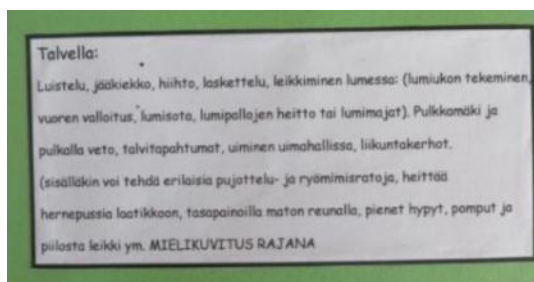 Talvella:
Luistelu, jääkiekko, hiihto, laskettelu, leikkiminen lumessa: (lumiukon tekeminen,
vuoren valloitus, lumisota, lumipallojen heitto tai lumimajat). Pulkkamäki ja
pulkalla veto, talvitapahtumat, uiminen uimahallissa, liikuntakerhot.
(sisälläkin voi tehdä erilaisia pujottelu- ja ryömimisratoja, heittää
hernepussia laatikkoon, tasapainoilla maton reunalla, pienet hypyt, pomput ja
piilosta leikki ym. MIELIKUVITUS RAJANA